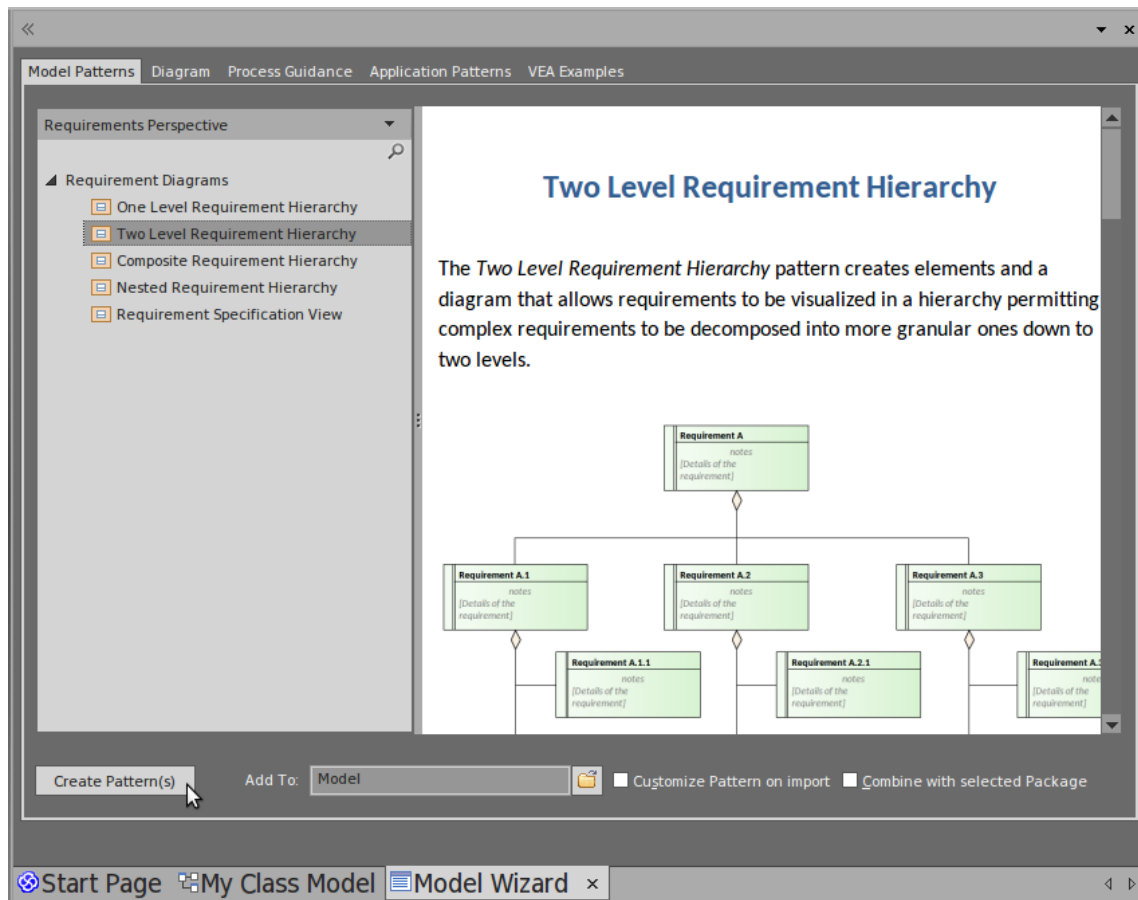 Model Patterns Diagram Process Guidance Application Patterns VEA Examples
Requirements Perspective
Requirement Diagrams
One Level Requirement Hierarchy
Two Level Requirement Hierarchy
Composite Requirement Hierarchy
Nested Requirement Hierarchy
Requirement Specification View
Two Level Requirement Hierarchy
The Two Level Requirement Hierarchy pattern creates elements and a
diagram that allows requirements to be visualized in a hierarchy permitting
complex requirements to be decomposed into more granular ones down to
two levels.
Requirement A
notes
[Details of the
requirement]
Requirement A.1
notes
[Details of the
requirement]
Requirement A.2
notes
[Details of the
requirement]
Requirement A.3
notes
[Details of the
requirement]
Requirement A.1.1
notes
[Details of the
requirement]
Requirement A.2.1
notes
[Details of the
requirement]
Requirement
[Details of the
requirement]
Create Pattern(s) Add To: Model Customize Pattern on import Combine with selected Package
Start Page My Class Model Model Wizard